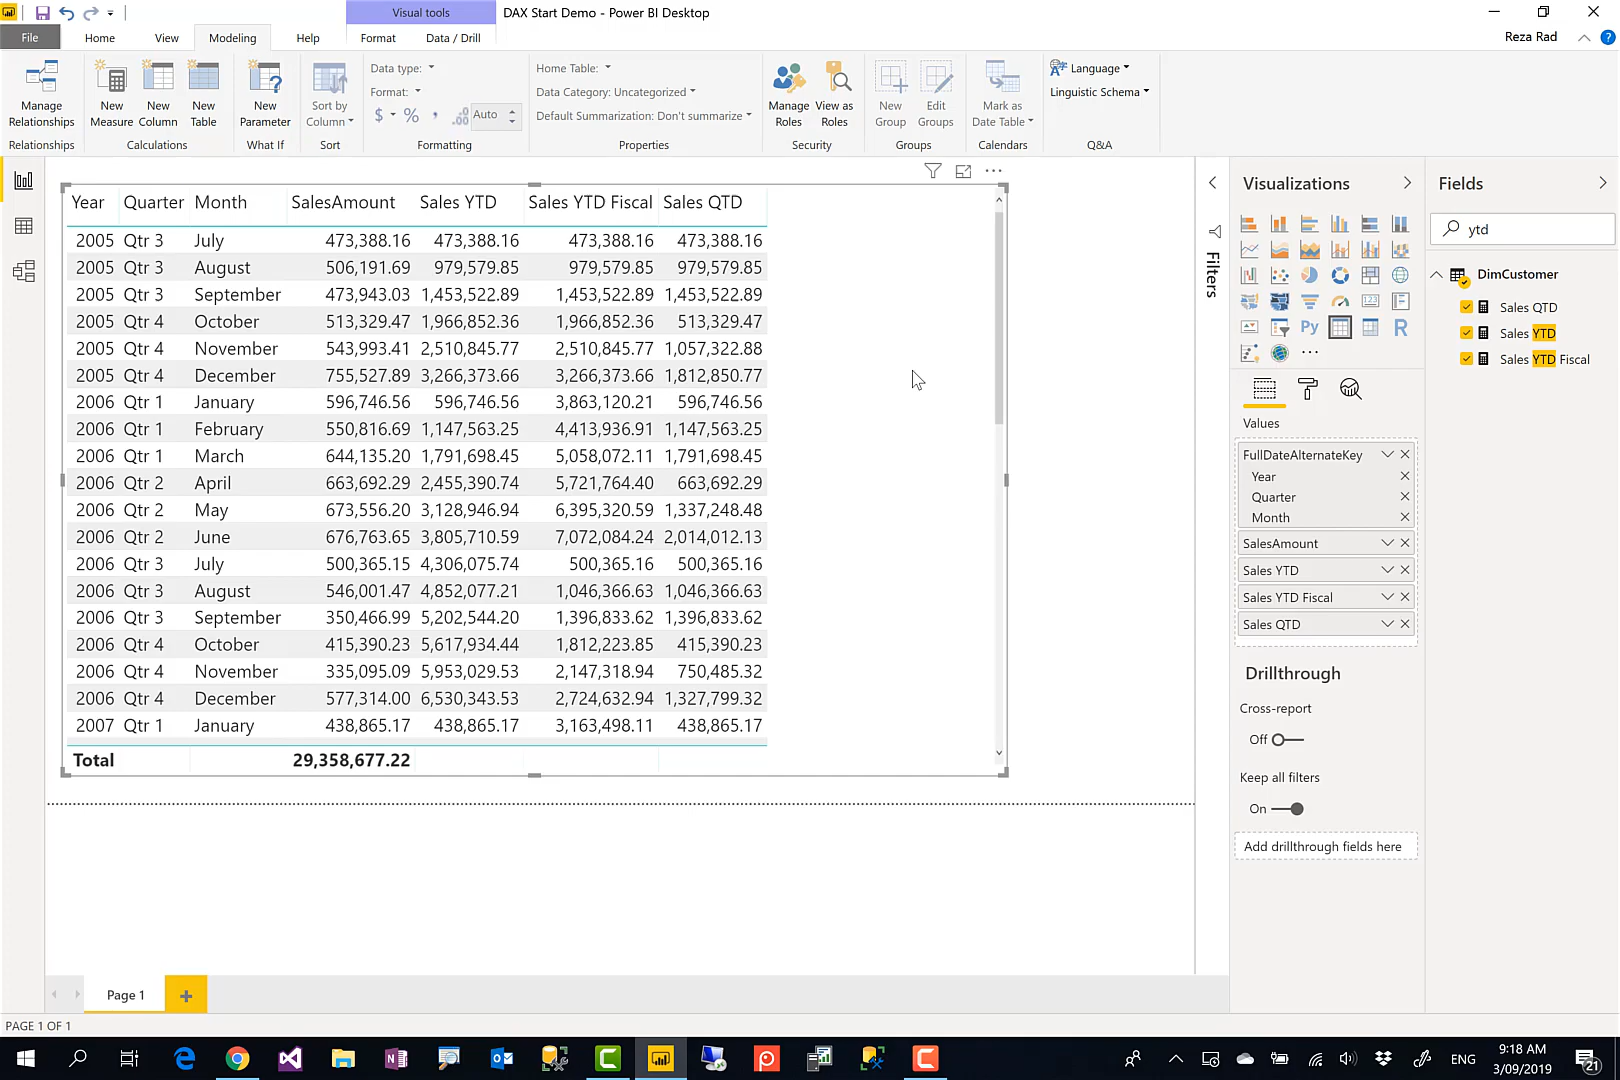 DAX Start Demo - Power BI Desktop
Visual tools
File Home View Modeling Help Format Data / Drill
Reza Rad
Manage Relationships
New Measure
New Column
New Table
New Parameter
Sort by Column
Data type:
Format:
$ % , .00 Auto
Home Table:
Data Category: Uncategorized
Default Summarization: Don't summarize
Manage Roles
View as Roles
New Group
Edit Groups
Mark as Date Table
Language
Linguistic Schema
Relationships Calculations What If Sort Formatting Properties Security Groups Calendars Q&A
Year Quarter Month SalesAmount Sales YTD Sales YTD Fiscal Sales QTD
2005 Qtr 3 July 473,388.16 473,388.16 473,388.16 473,388.16
2005 Qtr 3 August 506,191.69 979,579.85 979,579.85 979,579.85
2005 Qtr 3 September 473,943.03 1,453,522.89 1,453,522.89 1,453,522.89
2005 Qtr 4 October 513,329.47 1,966,852.36 1,966,852.36 513,329.47
2005 Qtr 4 November 543,993.41 2,510,845.77 2,510,845.77 1,057,322.88
2005 Qtr 4 December 755,527.89 3,266,373.66 3,266,373.66 1,812,850.77
2006 Qtr 1 January 596,746.56 596,746.56 3,863,120.21 596,746.56
2006 Qtr 1 February 550,816.69 1,147,563.25 4,413,936.91 1,147,563.25
2006 Qtr 1 March 644,135.20 1,791,698.45 5,058,072.11 1,791,698.45
2006 Qtr 2 April 663,692.29 2,455,390.74 5,721,764.40 663,692.29
2006 Qtr 2 May 673,556.20 3,128,946.94 6,395,320.59 1,337,248.48
2006 Qtr 2 June 676,763.65 3,805,710.59 7,072,084.24 2,014,012.13
2006 Qtr 3 July 500,365.15 4,306,075.74 500,365.16 500,365.16
2006 Qtr 3 August 546,001.47 4,852,077.21 1,046,366.63 1,046,366.63
2006 Qtr 3 September 350,466.99 5,202,544.20 1,396,833.62 1,396,833.62
2006 Qtr 4 October 415,390.23 5,617,934.44 1,812,223.85 415,390.23
2006 Qtr 4 November 335,095.09 5,953,029.53 2,147,318.94 750,485.32
2006 Qtr 4 December 577,314.00 6,530,343.53 2,724,632.94 1,327,799.32
2007 Qtr 1 January 438,865.17 438,865.17 3,163,498.11 438,865.17
Total 29,358,677.22
Filters
Visualizations
123
Py
R
Values
FullDateAlternateKey
Year
Quarter
Month
SalesAmount
Sales YTD
Sales YTD Fiscal
Sales QTD
Drillthrough
Cross-report
Off
Keep all filters
On
Add drillthrough fields here
Fields
ytd
DimCustomer
Sales QTD
Sales YTD
Sales YTD Fiscal
Page 1
PAGE 1 OF 1
ENG
9:18 AM
3/09/2019
21